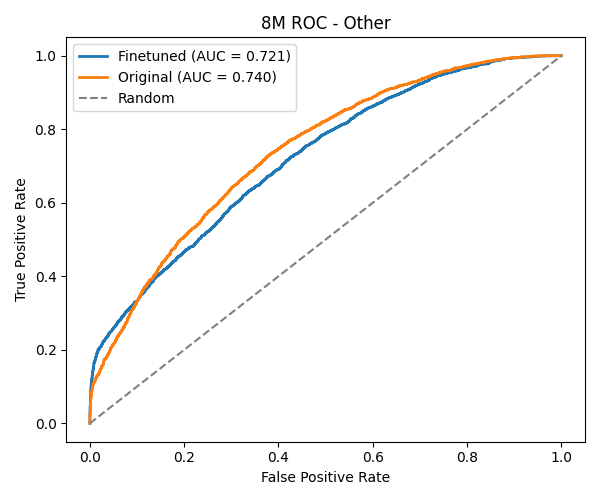 8M ROC - Other
Finetuned (AUC = 0.721)
Original (AUC = 0.740)
Random
True Positive Rate
1.0
0.8
0.6
0.4
0.2
0.0
0.0 0.2 0.4 0.6 0.8 1.0
False Positive Rate